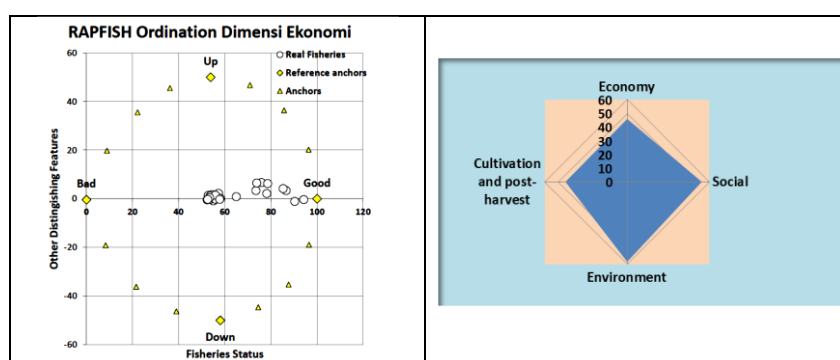 RAPFISH Ordination Dimensi Ekonomi
60
Up
Real Fisheries
Reference anchors
Anchors
40
20
Other Distingishing Features
Bad
Good
0
0 20 40 60 80 100 120
-20
-40
-60
Down
Fisheries Status
Economy
60
50
40
30
20
10
0
Cultivation
and post-
harvest
Social
Environment